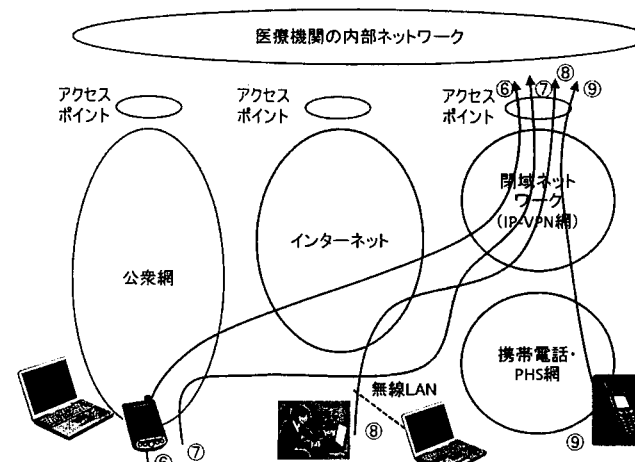 医療機関の内部ネットワーク
アクセス
ポイント
アクセス
ポイント
アクセス
ポイント
⑥
⑦
⑧
⑨
閉域ネット
ワーク
(IP-VPN網)
インターネット
公衆網
携帯電話・
PHS網
無線LAN
⑥
⑦
⑧
⑨